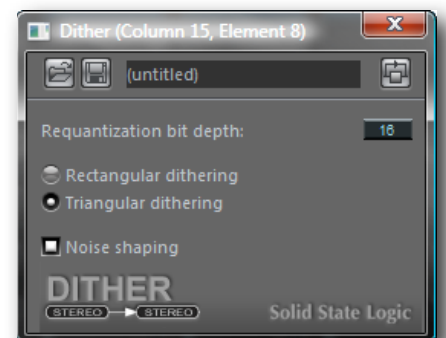 Dither (Column 15, Element 8)
(untitled)
Requantization bit depth: 16
Rectangular dithering
Triangular dithering
Noise shaping
DITHER
STEREO STEREO
Solid State Logic